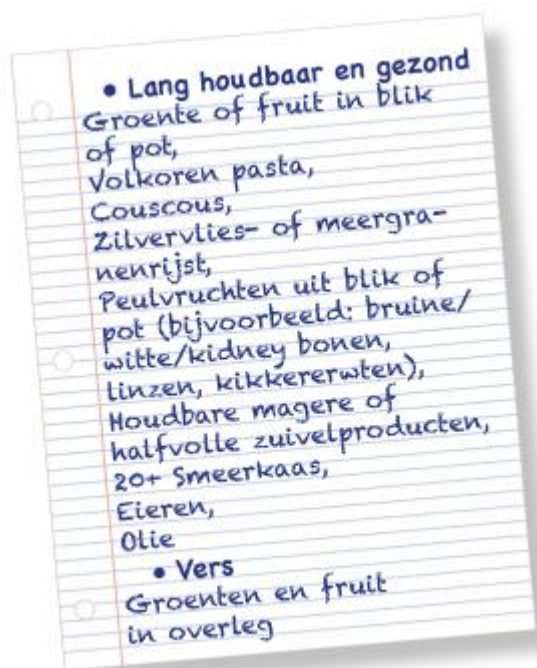 • Lang houdbaar en gezond
Groente of fruit in blik
of pot,
Volkoren pasta,
Couscous,
Zilvervlies- of meergra-
nenrijst,
Peulvruchten uit blik of
pot (bijvoorbeeld: bruine/
witte/kidney bonen,
linzen, kikkererwten),
Houdbare magere of
halfvolle zuivelproducten,
20+ Smeerkaas,
Eieren,
Olie
• Vers
Groenten en fruit
in overleg